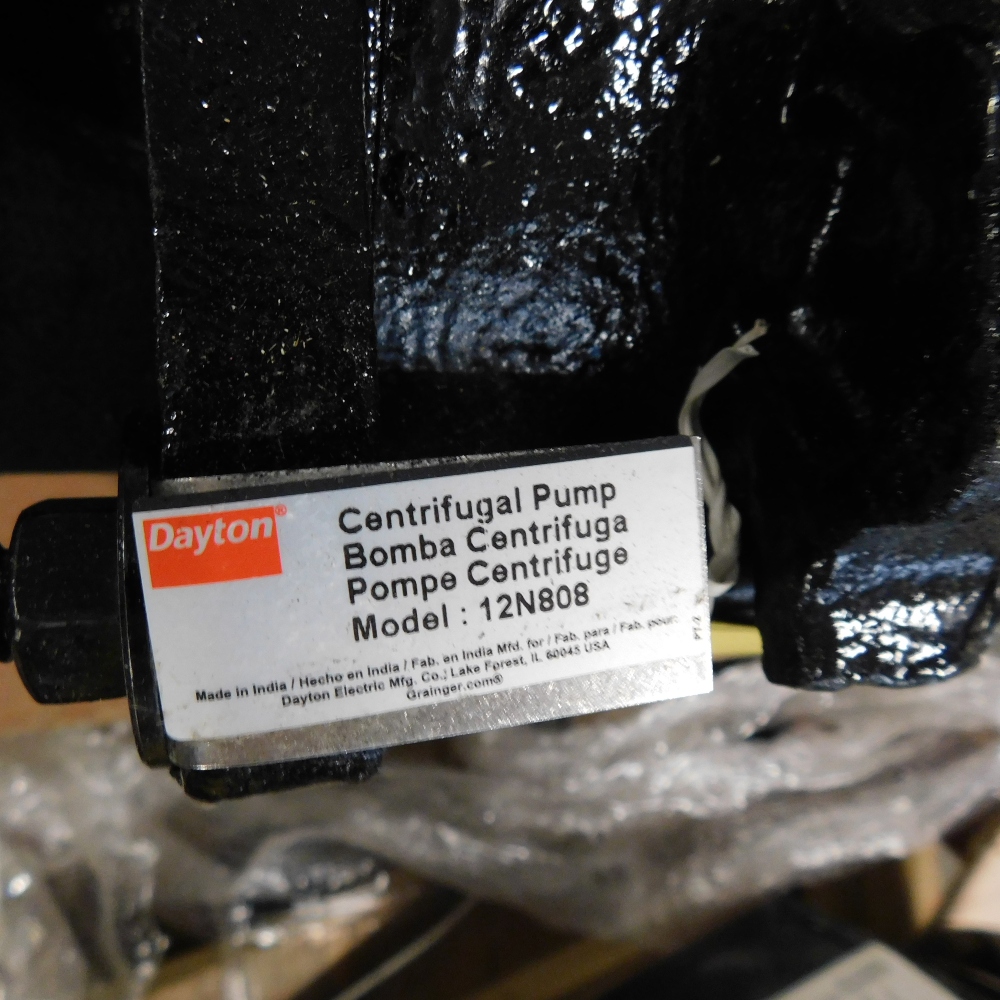 Dayton®
Centrifugal Pump
Bomba Centrifuga
Pompe Centrifuge
Model : 12N808
Made in India / Hecho en India / Fab. en India Mfd. for / Fab. para / Fab. pour:
Dayton Electric Mfg. Co.; Lake Forest, IL 60045 USA
Grainger.com®